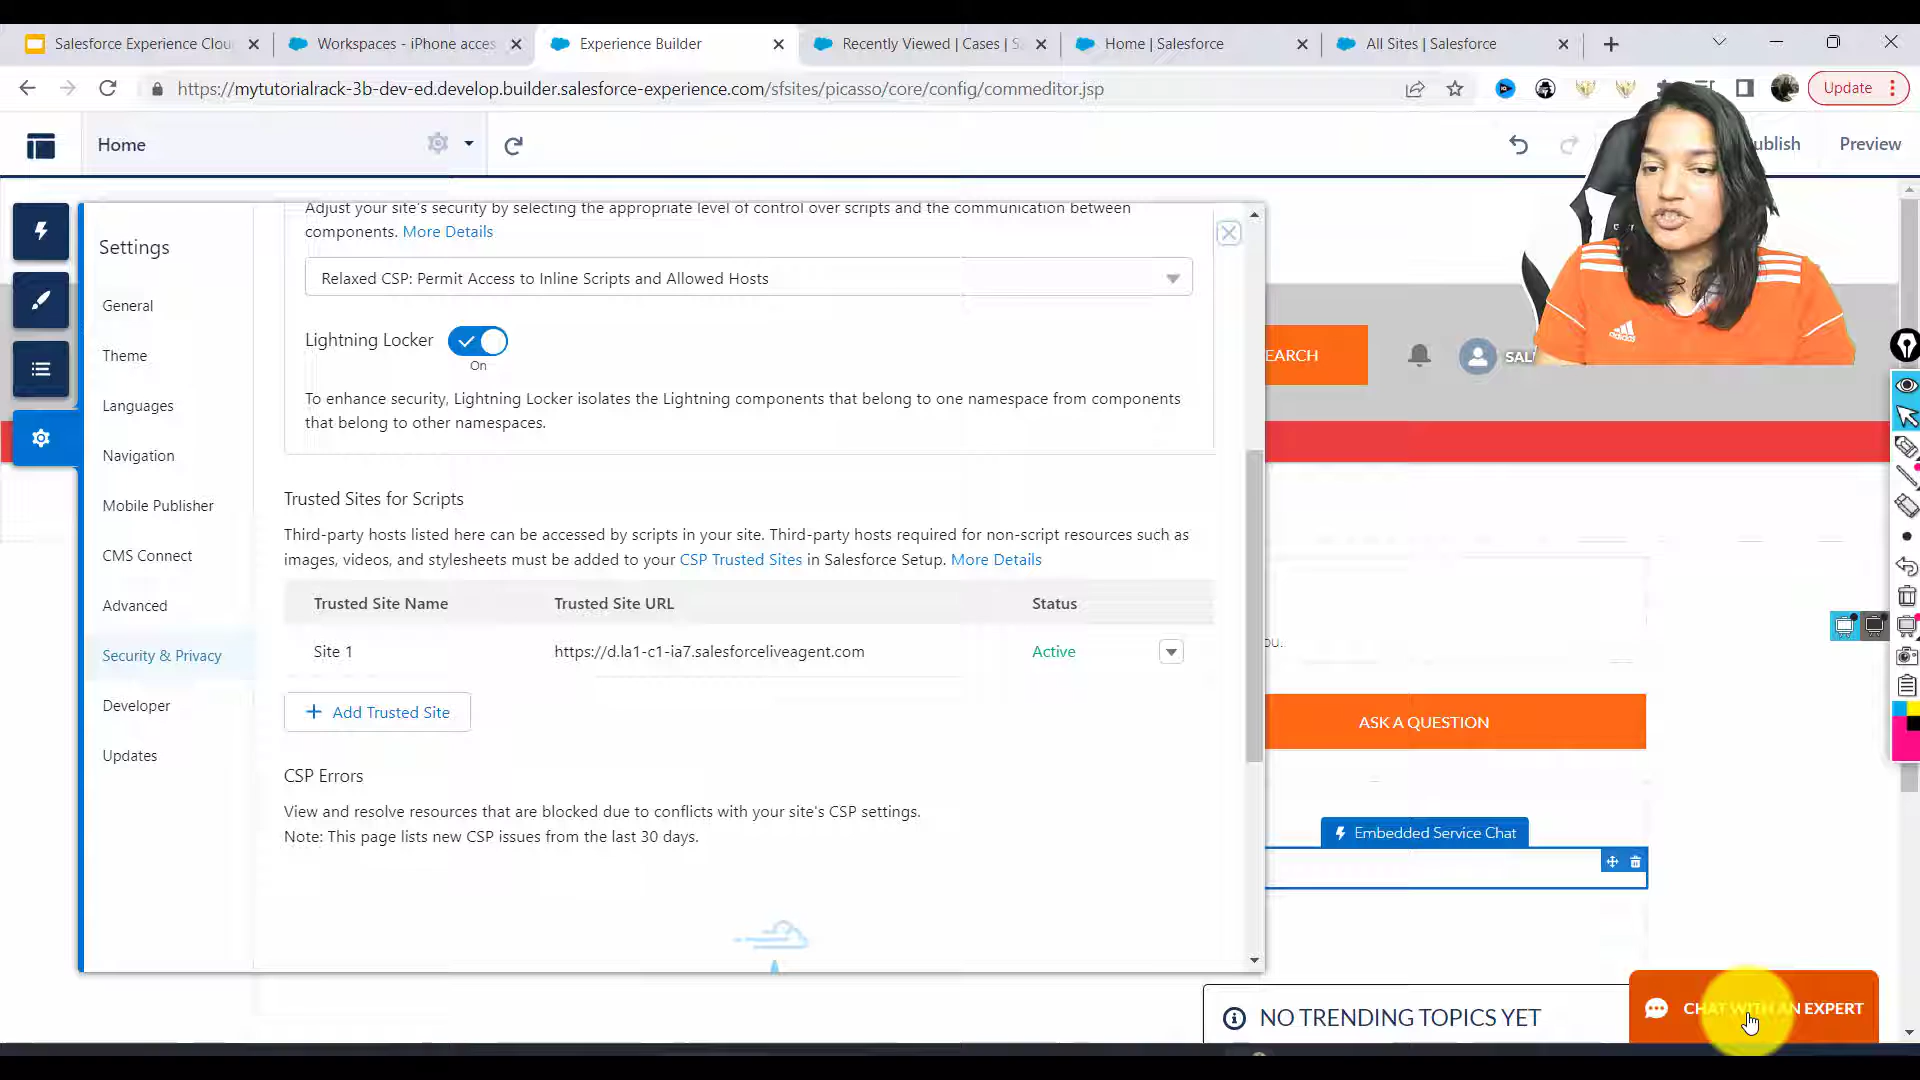 Salesforce Experience Clou
Workspaces - iPhone acces
Experience Builder
Recently Viewed | Cases | S
Home | Salesforce
All Sites | Salesforce
https://mytutorialrack-3b-dev-ed.develop.builder.salesforce-experience.com/sfsites/picasso/core/config/commeditor.jsp
Update
Home
ublish
Preview
Settings
General
Theme
Languages
Navigation
Mobile Publisher
CMS Connect
Advanced
Security & Privacy
Developer
Updates
Adjust your site's security by selecting the appropriate level of control over scripts and the communication between
components. More Details
Relaxed CSP: Permit Access to Inline Scripts and Allowed Hosts
Lightning Locker
On
To enhance security, Lightning Locker isolates the Lightning components that belong to one namespace from components
that belong to other namespaces.
Trusted Sites for Scripts
Third-party hosts listed here can be accessed by scripts in your site. Third-party hosts required for non-script resources such as
images, videos, and stylesheets must be added to your CSP Trusted Sites in Salesforce Setup. More Details
Trusted Site Name Trusted Site URL Status
Site 1 https://d.la1-c1-ia7.salesforceliveagent.com Active
Add Trusted Site
CSP Errors
View and resolve resources that are blocked due to conflicts with your site's CSP settings.
Note: This page lists new CSP issues from the last 30 days.
EARCH
SAL
ou.
ASK A QUESTION
Embedded Service Chat
NO TRENDING TOPICS YET
CHAT WITH AN EXPERT
adidas